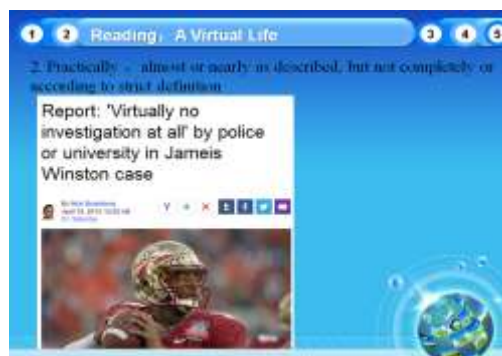 1 2 Reading: A Virtual Life 3 4 5
2. Practically - almost or nearly as described, but not completely or
according to strict definition
Report: 'Virtually no
investigation at all' by police
or university in Jameis
Winston case